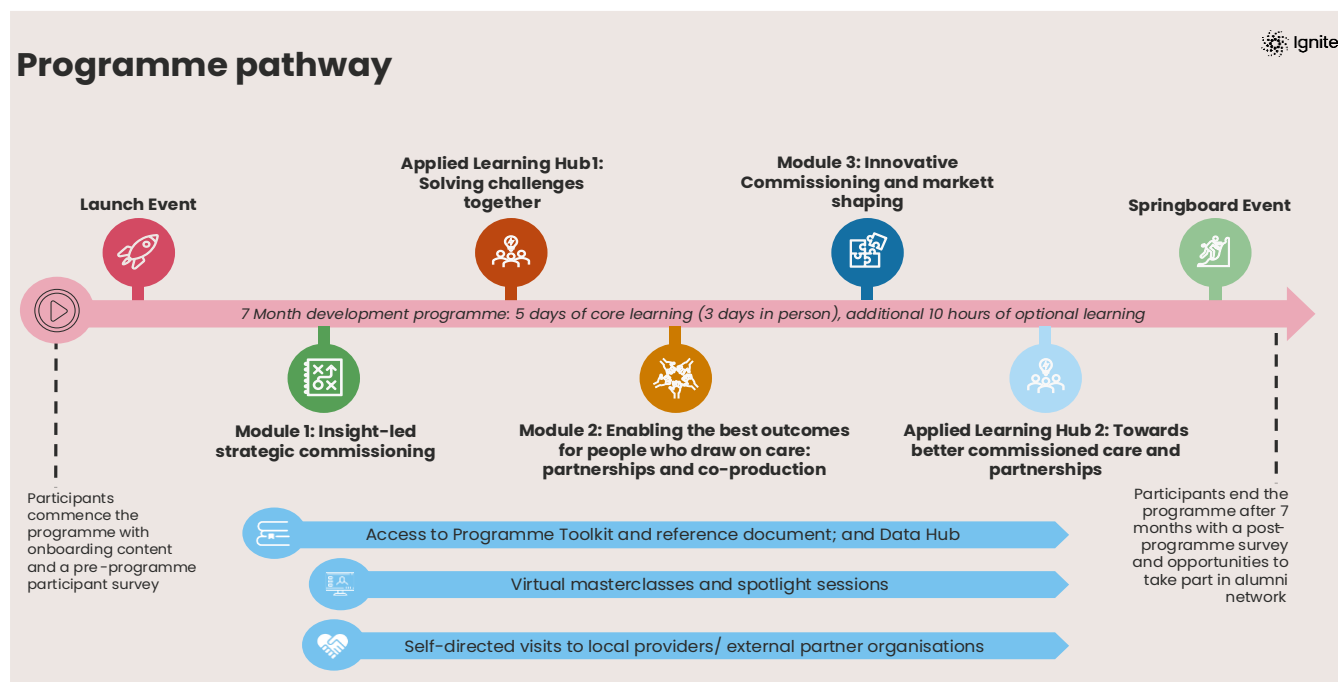 Ignite
Programme pathway
Launch Event
Applied Learning Hub1:
Solving challenges
together
Module 3: Innovative
Commissioning and markett
shaping
Springboard Event
7 Month development programme: 5 days of core learning (3 days in person), additional 10 hours of optional learning
Module 1: Insight-led
strategic commissioning
Module 2: Enabling the best outcomes
for people who draw on care:
partnerships and co-production
Applied Learning Hub 2: Towards
better commissioned care and
partnerships
Participants
commence the
programme with
onboarding content
and a pre-programme
participant survey
Access to Programme Toolkit and reference document; and Data Hub
Virtual masterclasses and spotlight sessions
Self-directed visits to local providers/ external partner organisations
Participants end the
programme after 7
months with a post-
programme survey
and opportunities to
take part in alumni
network